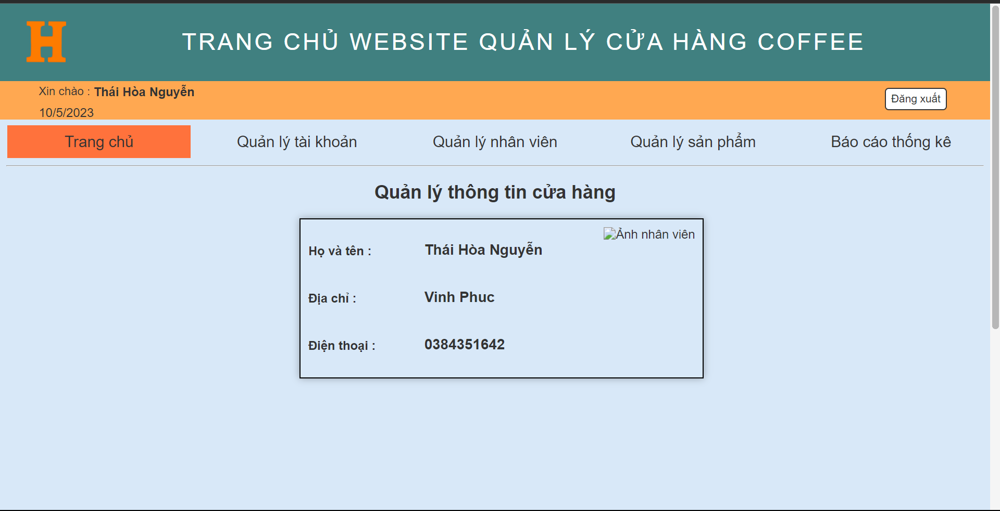 H
TRANG CHỦ WEBSITE QUẢN LÝ CỬA HÀNG COFFEE
Xin chào : Thái Hòa Nguyễn
Đăng xuất
10/5/2023
Trang chủ Quản lý tài khoản Quản lý nhân viên Quản lý sản phẩm Báo cáo thống kê
Quản lý thông tin cửa hàng
Ảnh nhân viên
Họ và tên : Thái Hòa Nguyễn
Địa chỉ : Vinh Phuc
Điện thoại : 0384351642